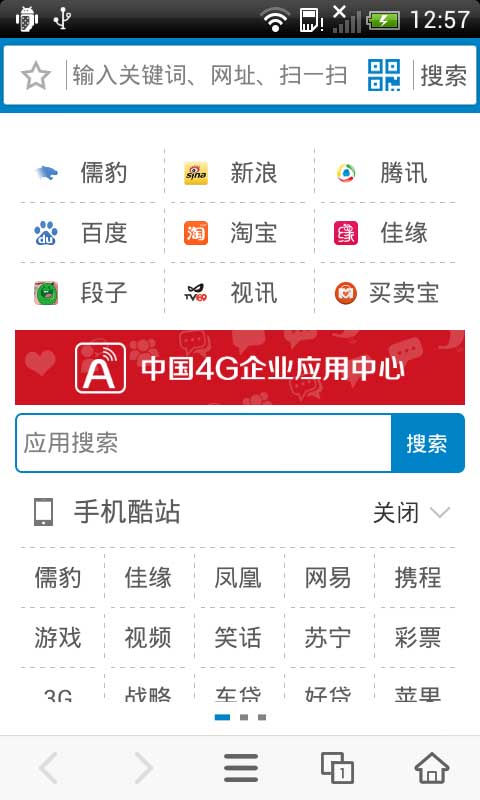 12:57
输入关键词、网址、扫一扫 搜索
儒豹 新浪 腾讯
百度 淘宝 佳缘
段子 视讯 买卖宝
中国4G企业应用中心
应用搜索 搜索
手机酷站 关闭
儒豹 佳缘 凤凰 网易 携程
游戏 视频 笑话 苏宁 彩票
3G 战略 车贷 好贷 苹果
1